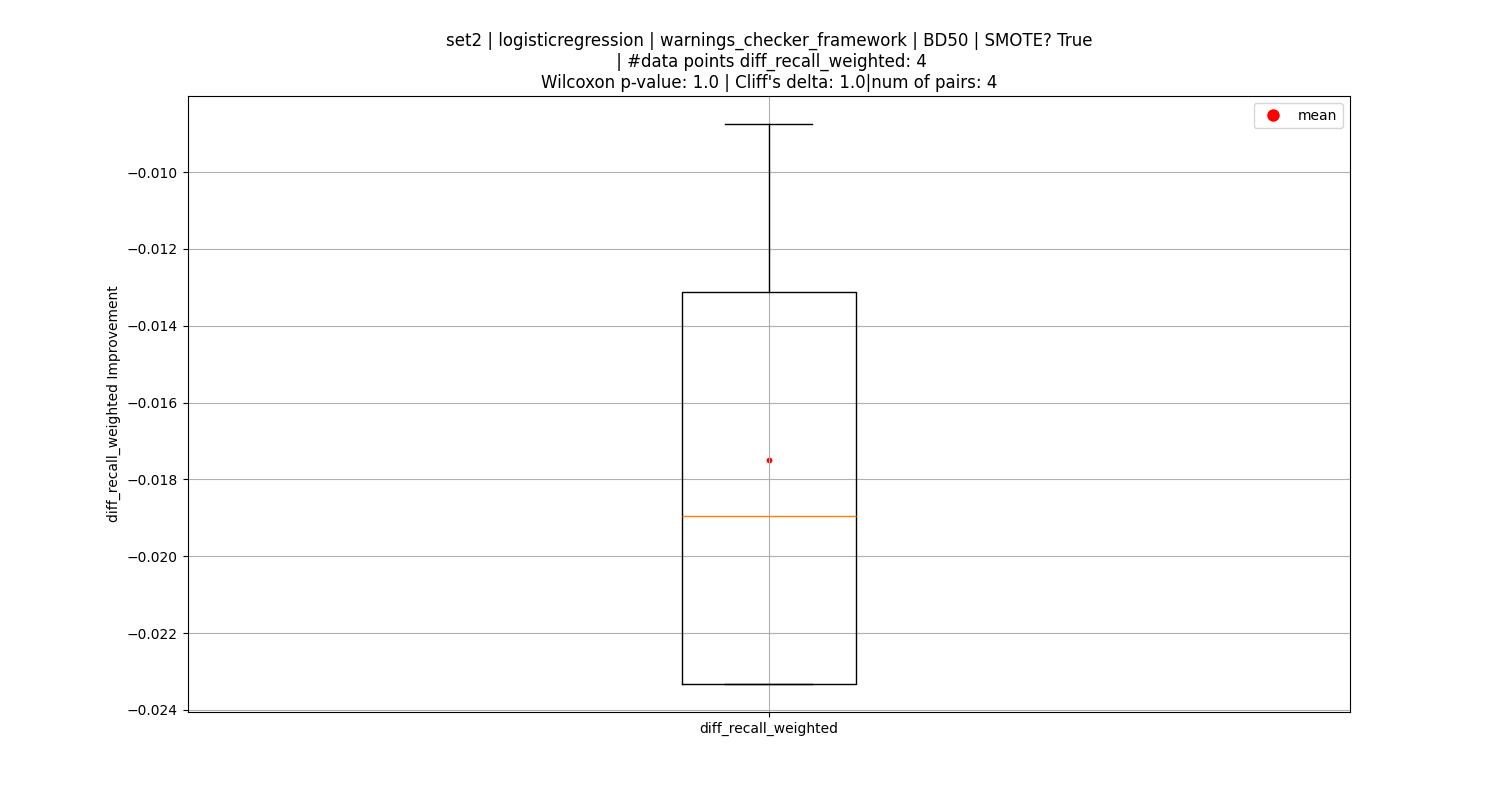 set2 | logisticregression | warnings_checker_framework | BD50 | SMOTE? True
| #data points diff_recall_weighted: 4
Wilcoxon p-value: 1.0 | Cliff's delta: 1.0|num of pairs: 4
mean
−0.010
−0.012
−0.014
−0.016
−0.018
−0.020
−0.022
−0.024
diff_recall_weighted Improvement
diff_recall_weighted